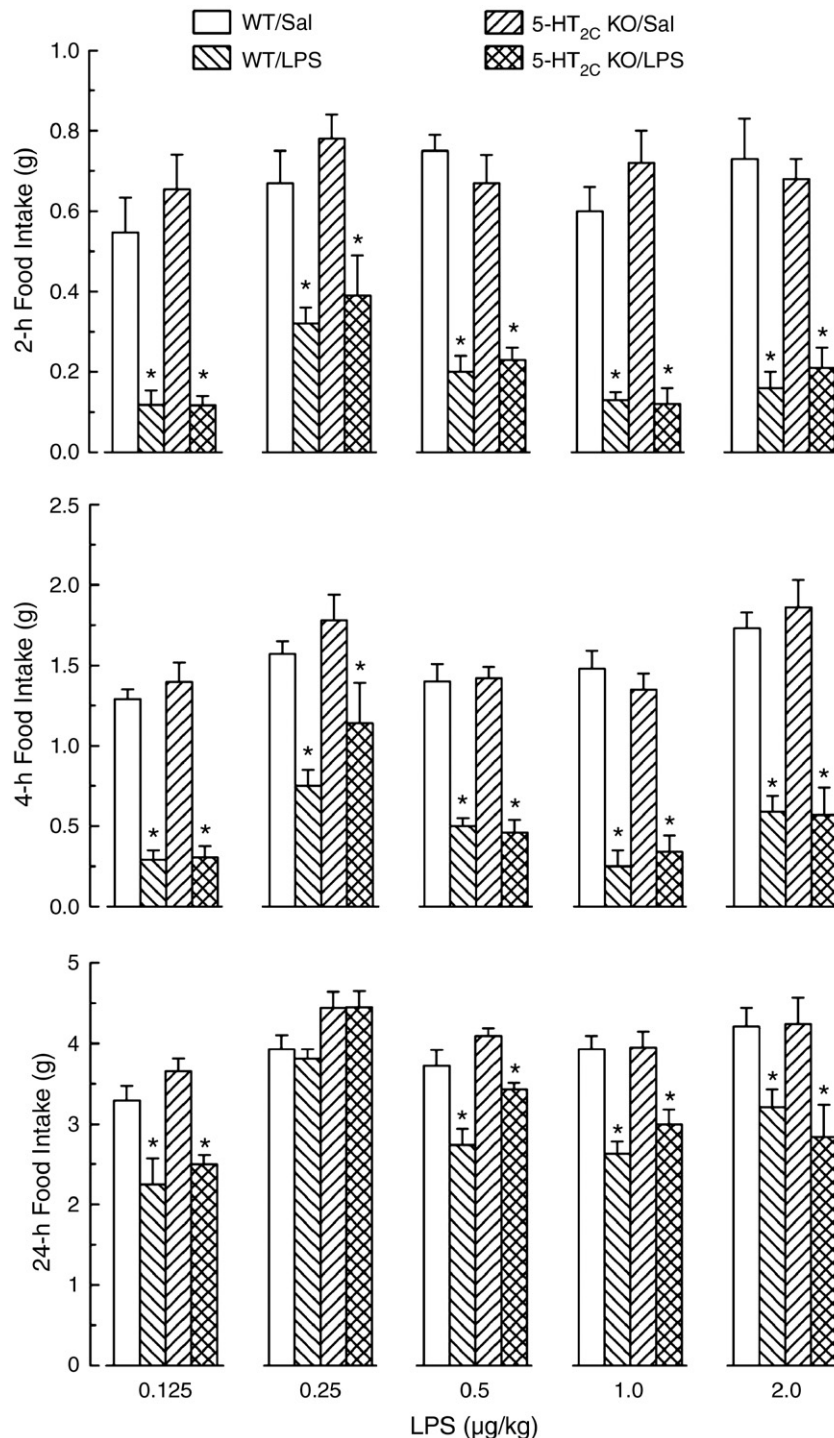 WT/Sal
5-HT2C KO/Sal
WT/LPS
5-HT2C KO/LPS
2-h Food Intake (g)
1.0
0.8
0.6
0.4
0.2
0.0
* * * * * * * * * *
4-h Food Intake (g)
2.5
2.0
1.5
1.0
0.5
0.0
* * * * * * * * * *
24-h Food Intake (g)
5
4
3
2
1
0
* * * * * * * *
0.125 0.25 0.5 1.0 2.0
LPS (µg/kg)